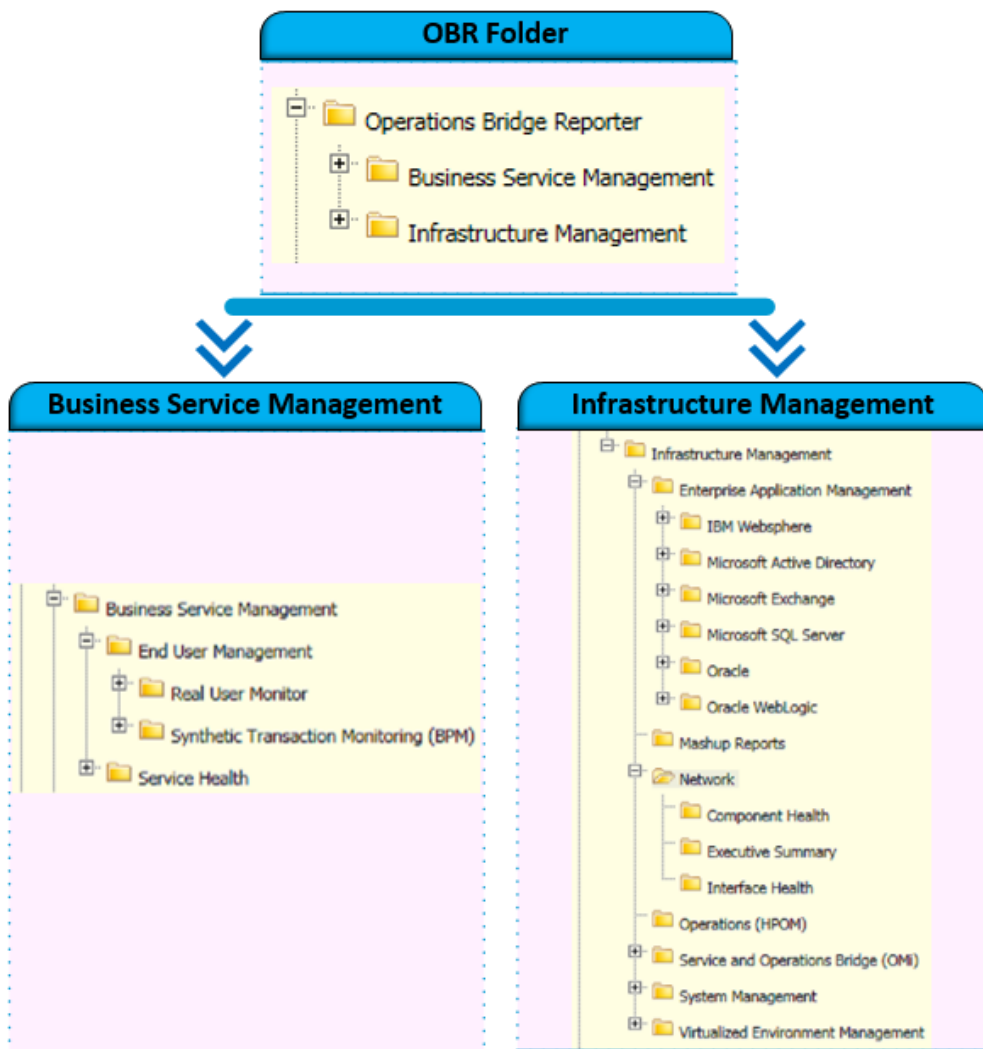 OBR Folder
Operations Bridge Reporter
Business Service Management
Infrastructure Management
Business Service Management
Business Service Management
End User Management
Real User Monitor
Synthetic Transaction Monitoring (BPM)
Service Health
Infrastructure Management
Infrastructure Management
Enterprise Application Management
IBM Websphere
Microsoft Active Directory
Microsoft Exchange
Microsoft SQL Server
Oracle
Oracle WebLogic
Mashup Reports
Network
Component Health
Executive Summary
Interface Health
Operations (HPOM)
Service and Operations Bridge (OMi)
System Management
Virtualized Environment Management